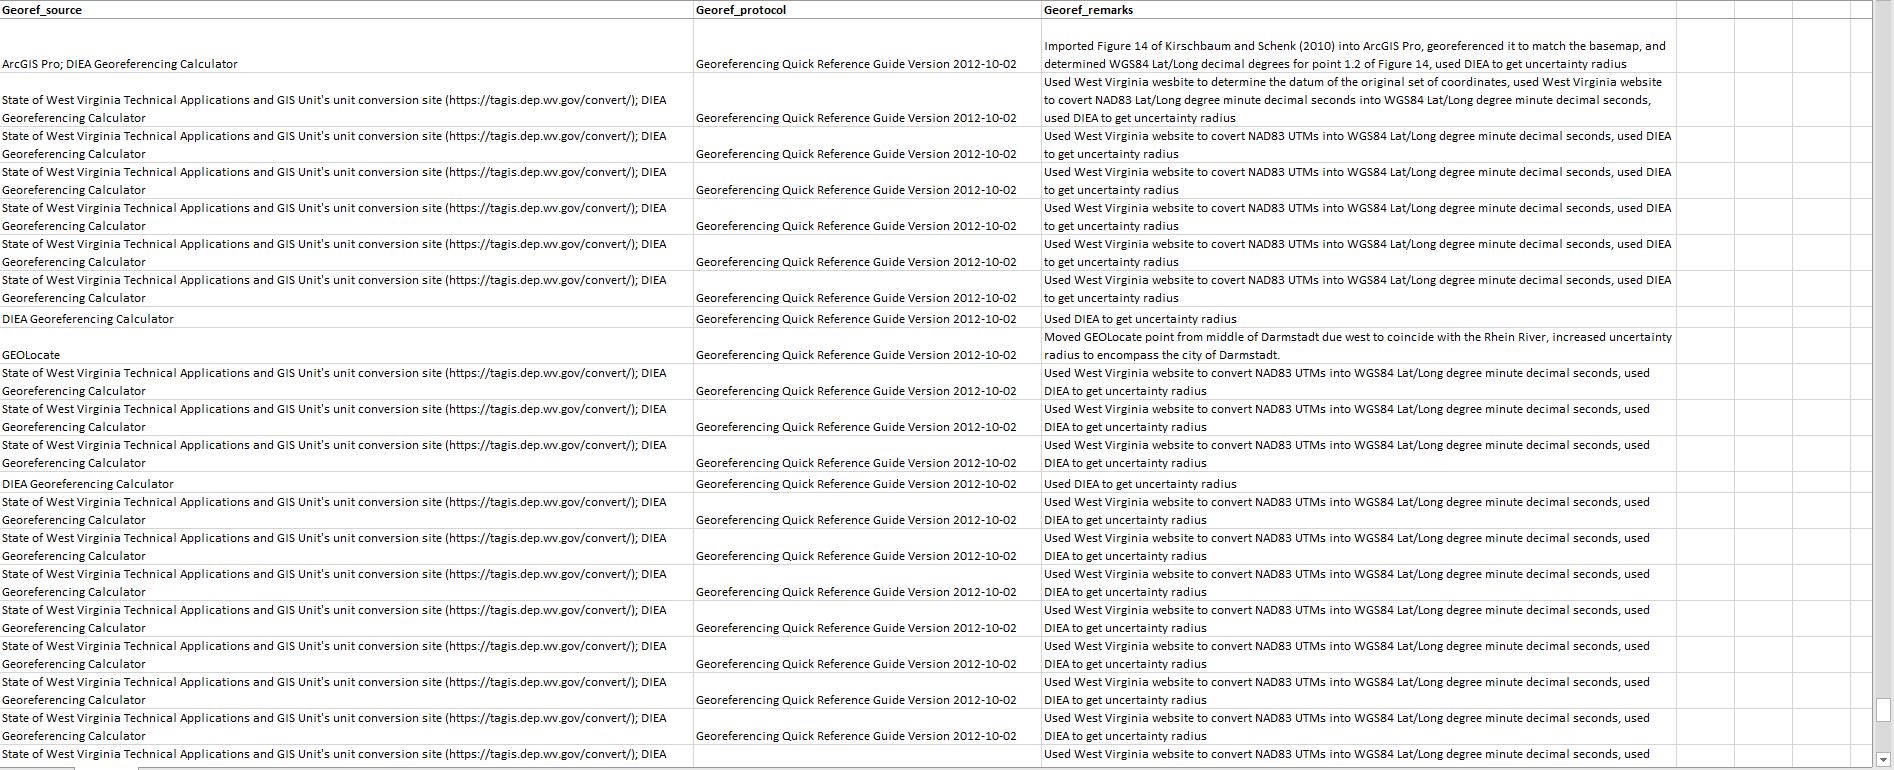 Georef_source Georef_protocol Georef_remarks
Imported Figure 14 of Kirschbaum and Schenk (2010) into ArcGIS Pro, georeferenced it to match the basemap, and
ArcGIS Pro; DIEA Georeferencing Calculator Georeferencing Quick Reference Guide Version 2012-10-02 determined WGS84 Lat/Long decimal degrees for point 1.2 of Figure 14, used DIEA to get uncertainty radius
Used West Virginia wesbite to determine the datum of the original set of coordinates, used West Virginia website
State of West Virginia Technical Applications and GIS Unit's unit conversion site (https://tagis.dep.wv.gov/convert/); DIEA to covert NAD83 Lat/Long degree minute decimal seconds into WGS84 Lat/Long degree minute decimal seconds,
Georeferencing Calculator Georeferencing Quick Reference Guide Version 2012-10-02 used DIEA to get uncertainty radius
State of West Virginia Technical Applications and GIS Unit's unit conversion site (https://tagis.dep.wv.gov/convert/); DIEA Used West Virginia website to covert NAD83 UTMs into WGS84 Lat/Long degree minute decimal seconds, used DIEA
Georeferencing Calculator Georeferencing Quick Reference Guide Version 2012-10-02 to get uncertainty radius
State of West Virginia Technical Applications and GIS Unit's unit conversion site (https://tagis.dep.wv.gov/convert/); DIEA Used West Virginia website to covert NAD83 UTMs into WGS84 Lat/Long degree minute decimal seconds, used DIEA
Georeferencing Calculator Georeferencing Quick Reference Guide Version 2012-10-02 to get uncertainty radius
State of West Virginia Technical Applications and GIS Unit's unit conversion site (https://tagis.dep.wv.gov/convert/); DIEA Used West Virginia website to covert NAD83 UTMs into WGS84 Lat/Long degree minute decimal seconds, used DIEA
Georeferencing Calculator Georeferencing Quick Reference Guide Version 2012-10-02 to get uncertainty radius
State of West Virginia Technical Applications and GIS Unit's unit conversion site (https://tagis.dep.wv.gov/convert/); DIEA Used West Virginia website to covert NAD83 UTMs into WGS84 Lat/Long degree minute decimal seconds, used DIEA
Georeferencing Calculator Georeferencing Quick Reference Guide Version 2012-10-02 to get uncertainty radius
State of West Virginia Technical Applications and GIS Unit's unit conversion site (https://tagis.dep.wv.gov/convert/); DIEA Used West Virginia website to covert NAD83 UTMs into WGS84 Lat/Long degree minute decimal seconds, used DIEA
Georeferencing Calculator Georeferencing Quick Reference Guide Version 2012-10-02 to get uncertainty radius
DIEA Georeferencing Calculator Georeferencing Quick Reference Guide Version 2012-10-02 Used DIEA to get uncertainty radius
Moved GEOLocate point from middle of Darmstadt due west to coincide with the Rhein River, increased uncertainty
GEOLocate Georeferencing Quick Reference Guide Version 2012-10-02 radius to encompass the city of Darmstadt.
State of West Virginia Technical Applications and GIS Unit's unit conversion site (https://tagis.dep.wv.gov/convert/); DIEA Used West Virginia website to convert NAD83 UTMs into WGS84 Lat/Long degree minute decimal seconds, used
Georeferencing Calculator Georeferencing Quick Reference Guide Version 2012-10-02 DIEA to get uncertainty radius
State of West Virginia Technical Applications and GIS Unit's unit conversion site (https://tagis.dep.wv.gov/convert/); DIEA Used West Virginia website to convert NAD83 UTMs into WGS84 Lat/Long degree minute decimal seconds, used
Georeferencing Calculator Georeferencing Quick Reference Guide Version 2012-10-02 DIEA to get uncertainty radius
State of West Virginia Technical Applications and GIS Unit's unit conversion site (https://tagis.dep.wv.gov/convert/); DIEA Used West Virginia website to convert NAD83 UTMs into WGS84 Lat/Long degree minute decimal seconds, used
Georeferencing Calculator Georeferencing Quick Reference Guide Version 2012-10-02 DIEA to get uncertainty radius
DIEA Georeferencing Calculator Georeferencing Quick Reference Guide Version 2012-10-02 Used DIEA to get uncertainty radius
State of West Virginia Technical Applications and GIS Unit's unit conversion site (https://tagis.dep.wv.gov/convert/); DIEA Used West Virginia website to convert NAD83 UTMs into WGS84 Lat/Long degree minute decimal seconds, used
Georeferencing Calculator Georeferencing Quick Reference Guide Version 2012-10-02 DIEA to get uncertainty radius
State of West Virginia Technical Applications and GIS Unit's unit conversion site (https://tagis.dep.wv.gov/convert/); DIEA Used West Virginia website to convert NAD83 UTMs into WGS84 Lat/Long degree minute decimal seconds, used
Georeferencing Calculator Georeferencing Quick Reference Guide Version 2012-10-02 DIEA to get uncertainty radius
State of West Virginia Technical Applications and GIS Unit's unit conversion site (https://tagis.dep.wv.gov/convert/); DIEA Used West Virginia website to convert NAD83 UTMs into WGS84 Lat/Long degree minute decimal seconds, used
Georeferencing Calculator Georeferencing Quick Reference Guide Version 2012-10-02 DIEA to get uncertainty radius
State of West Virginia Technical Applications and GIS Unit's unit conversion site (https://tagis.dep.wv.gov/convert/); DIEA Used West Virginia website to convert NAD83 UTMs into WGS84 Lat/Long degree minute decimal seconds, used
Georeferencing Calculator Georeferencing Quick Reference Guide Version 2012-10-02 DIEA to get uncertainty radius
State of West Virginia Technical Applications and GIS Unit's unit conversion site (https://tagis.dep.wv.gov/convert/); DIEA Used West Virginia website to convert NAD83 UTMs into WGS84 Lat/Long degree minute decimal seconds, used
Georeferencing Calculator Georeferencing Quick Reference Guide Version 2012-10-02 DIEA to get uncertainty radius
State of West Virginia Technical Applications and GIS Unit's unit conversion site (https://tagis.dep.wv.gov/convert/); DIEA Used West Virginia website to convert NAD83 UTMs into WGS84 Lat/Long degree minute decimal seconds, used
Georeferencing Calculator Georeferencing Quick Reference Guide Version 2012-10-02 DIEA to get uncertainty radius
State of West Virginia Technical Applications and GIS Unit's unit conversion site (https://tagis.dep.wv.gov/convert/); DIEA Used West Virginia website to convert NAD83 UTMs into WGS84 Lat/Long degree minute decimal seconds, used
Georeferencing Calculator Georeferencing Quick Reference Guide Version 2012-10-02 DIEA to get uncertainty radius
State of West Virginia Technical Applications and GIS Unit's unit conversion site (https://tagis.dep.wv.gov/convert/); DIEA Used West Virginia website to convert NAD83 UTMs into WGS84 Lat/Long degree minute decimal seconds, used